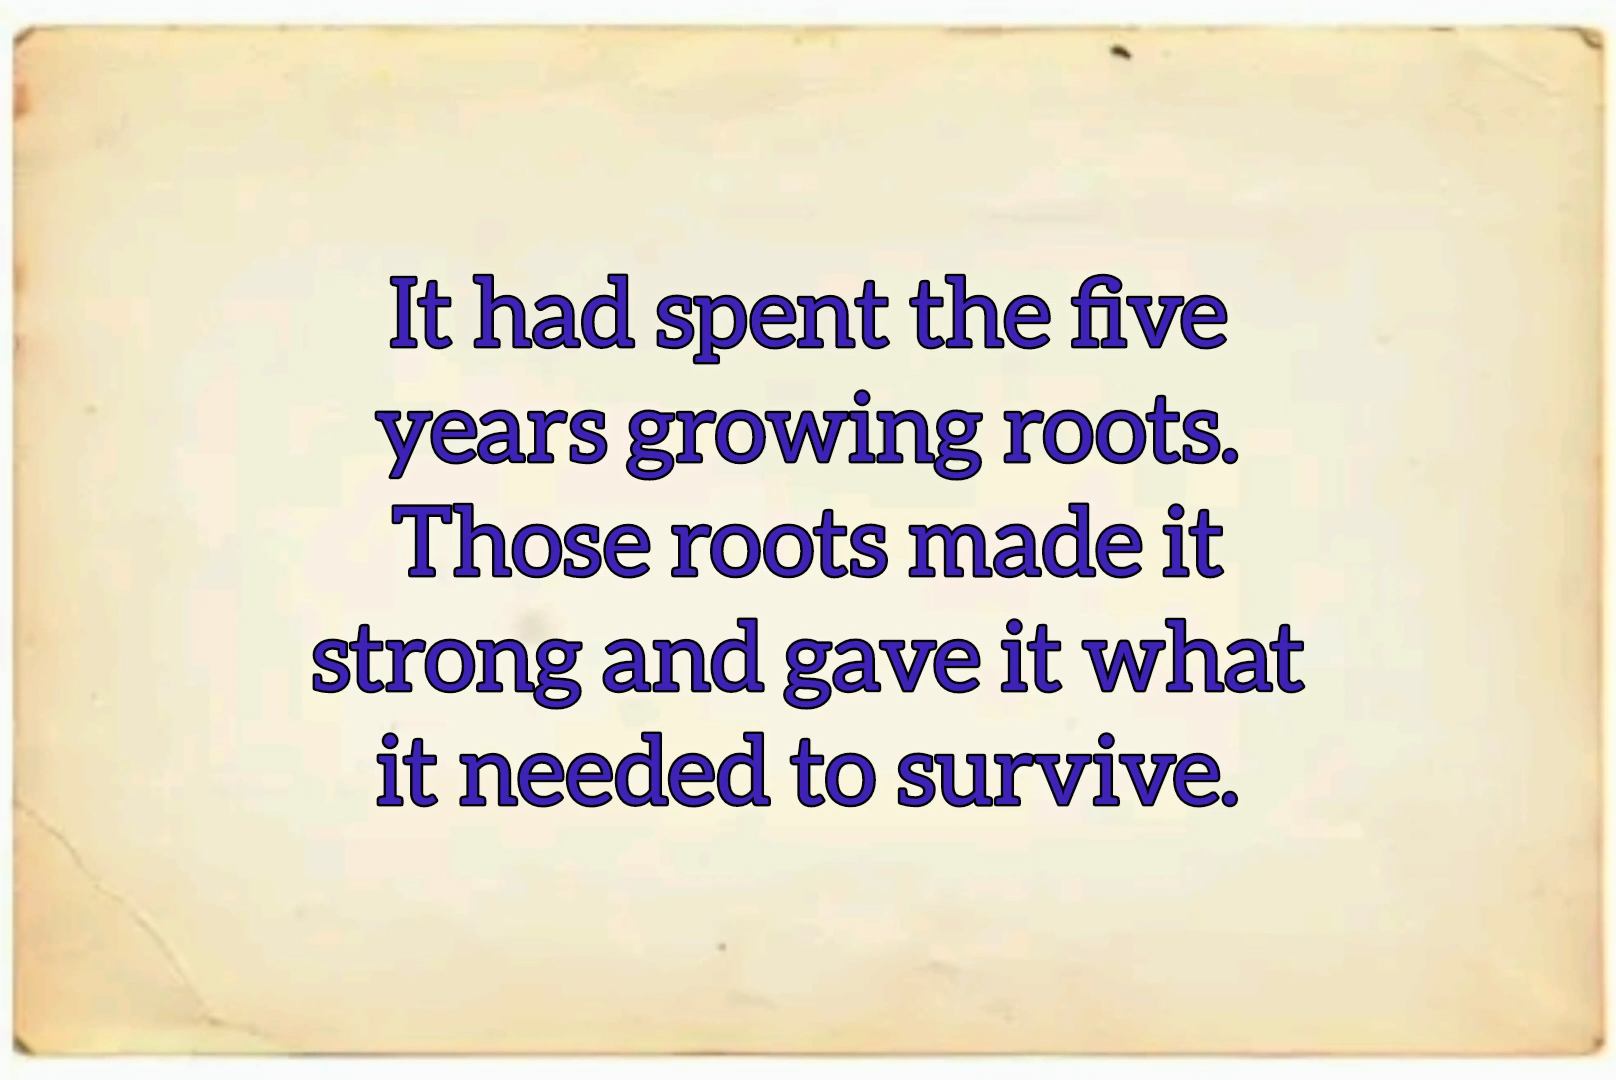 It had spent the five
years growing roots.
Those roots made it
strong and gave it what
it needed to survive.